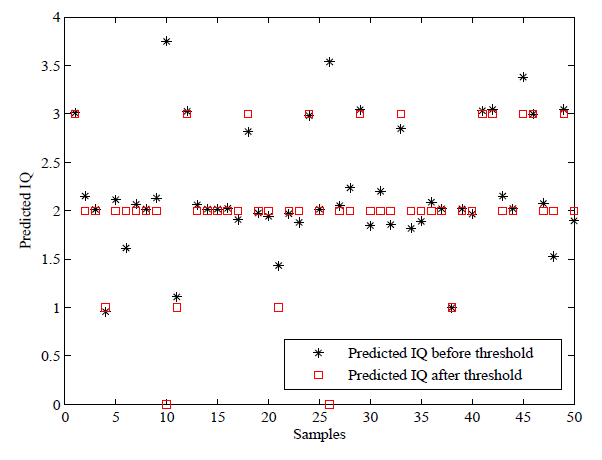 4
3.5
3
2.5
2
1.5
1
0.5
0
Predicted IQ
Predicted IQ before threshold
Predicted IQ after threshold
0 5 10 15 20 25 30 35 40 45 50
Samples